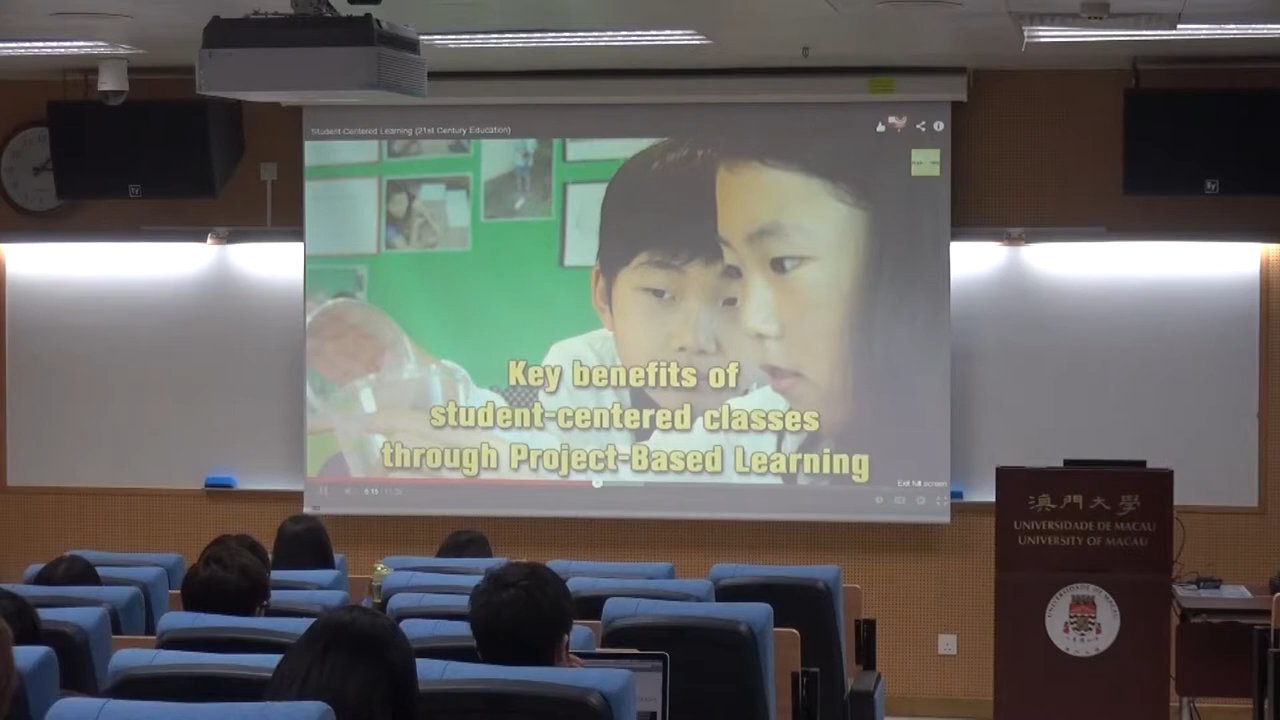 Student-Centered Learning (21st Century Education)
Key benefits of
student-centered classes
through Project-Based Learning
Exit full screen
澳門大學
UNIVERSIDADE DE MACAU
UNIVERSITY OF MACAU